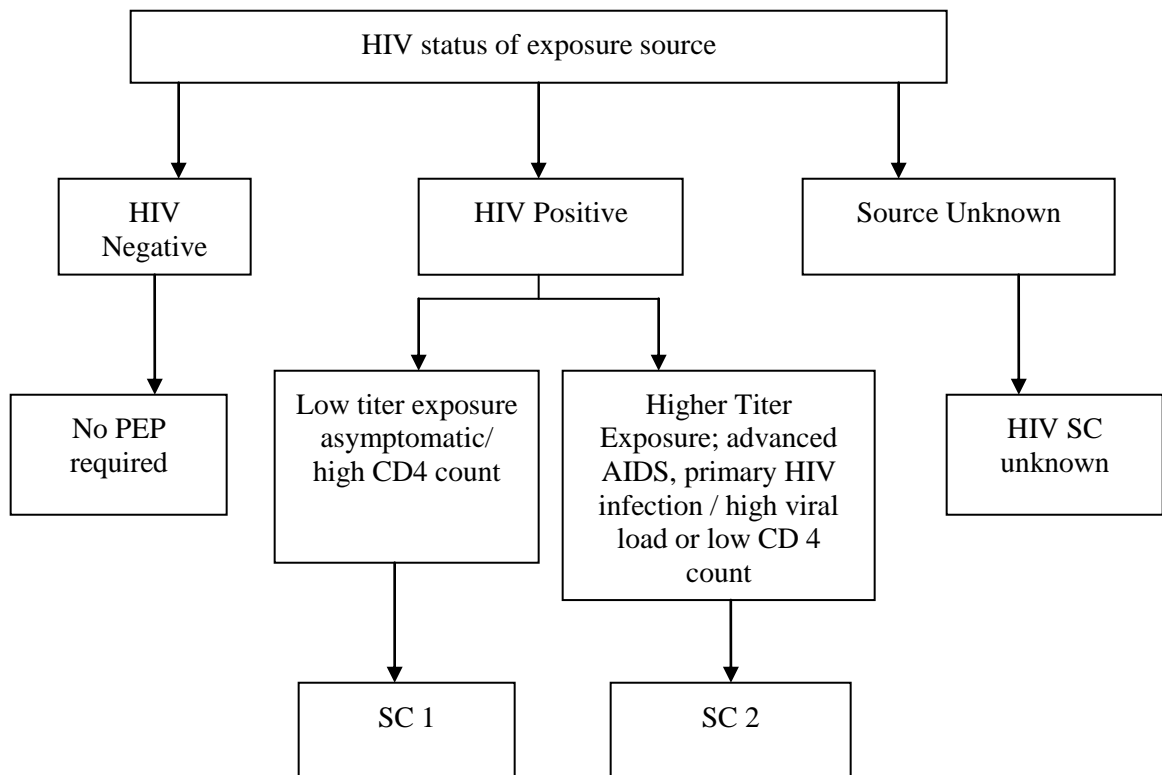 HIV status of exposure source
HIV
Negative
HIV Positive
Source Unknown
No PEP
required
Low titer exposure
asymptomatic/
high CD4 count
Higher Titer
Exposure; advanced
AIDS, primary HIV
infection / high viral
load or low CD 4
count
HIV SC
unknown
SC 1
SC 2